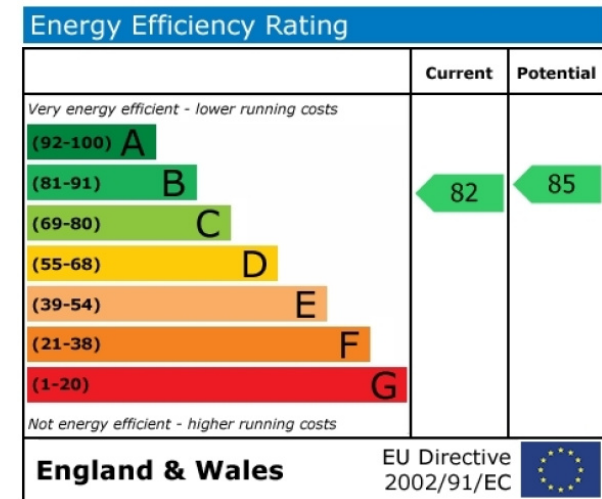 Energy Efficiency Rating
Current Potential
Very energy efficient - lower running costs
(92-100) A
(81-91) B
82 85
(69-80) C
(55-68) D
(39-54) E
(21-38) F
(1-20) G
Not energy efficient - higher running costs
England & Wales
EU Directive
2002/91/EC